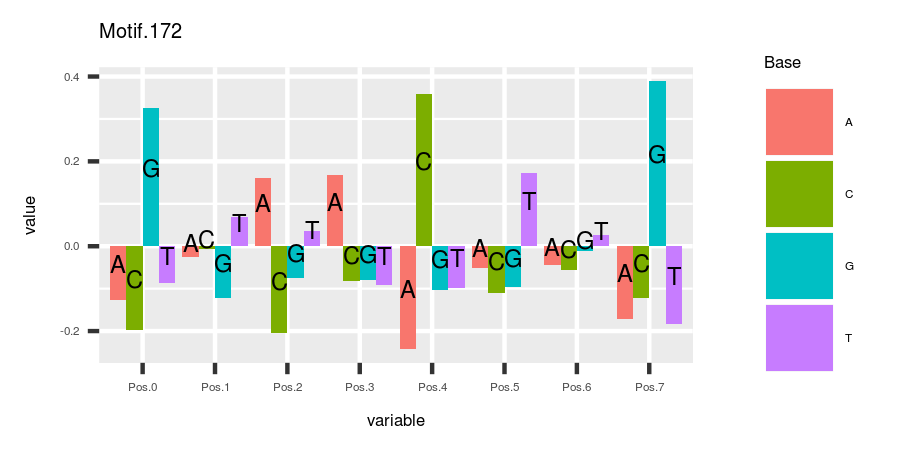 Motif.172
value
0.4
0.2
0.0
-0.2
A C G T A C G T A C G T A C G T A C G T A C G T A C G T A C G T
Pos.0 Pos.1 Pos.2 Pos.3 Pos.4 Pos.5 Pos.6 Pos.7
variable
Base
A
C
G
T